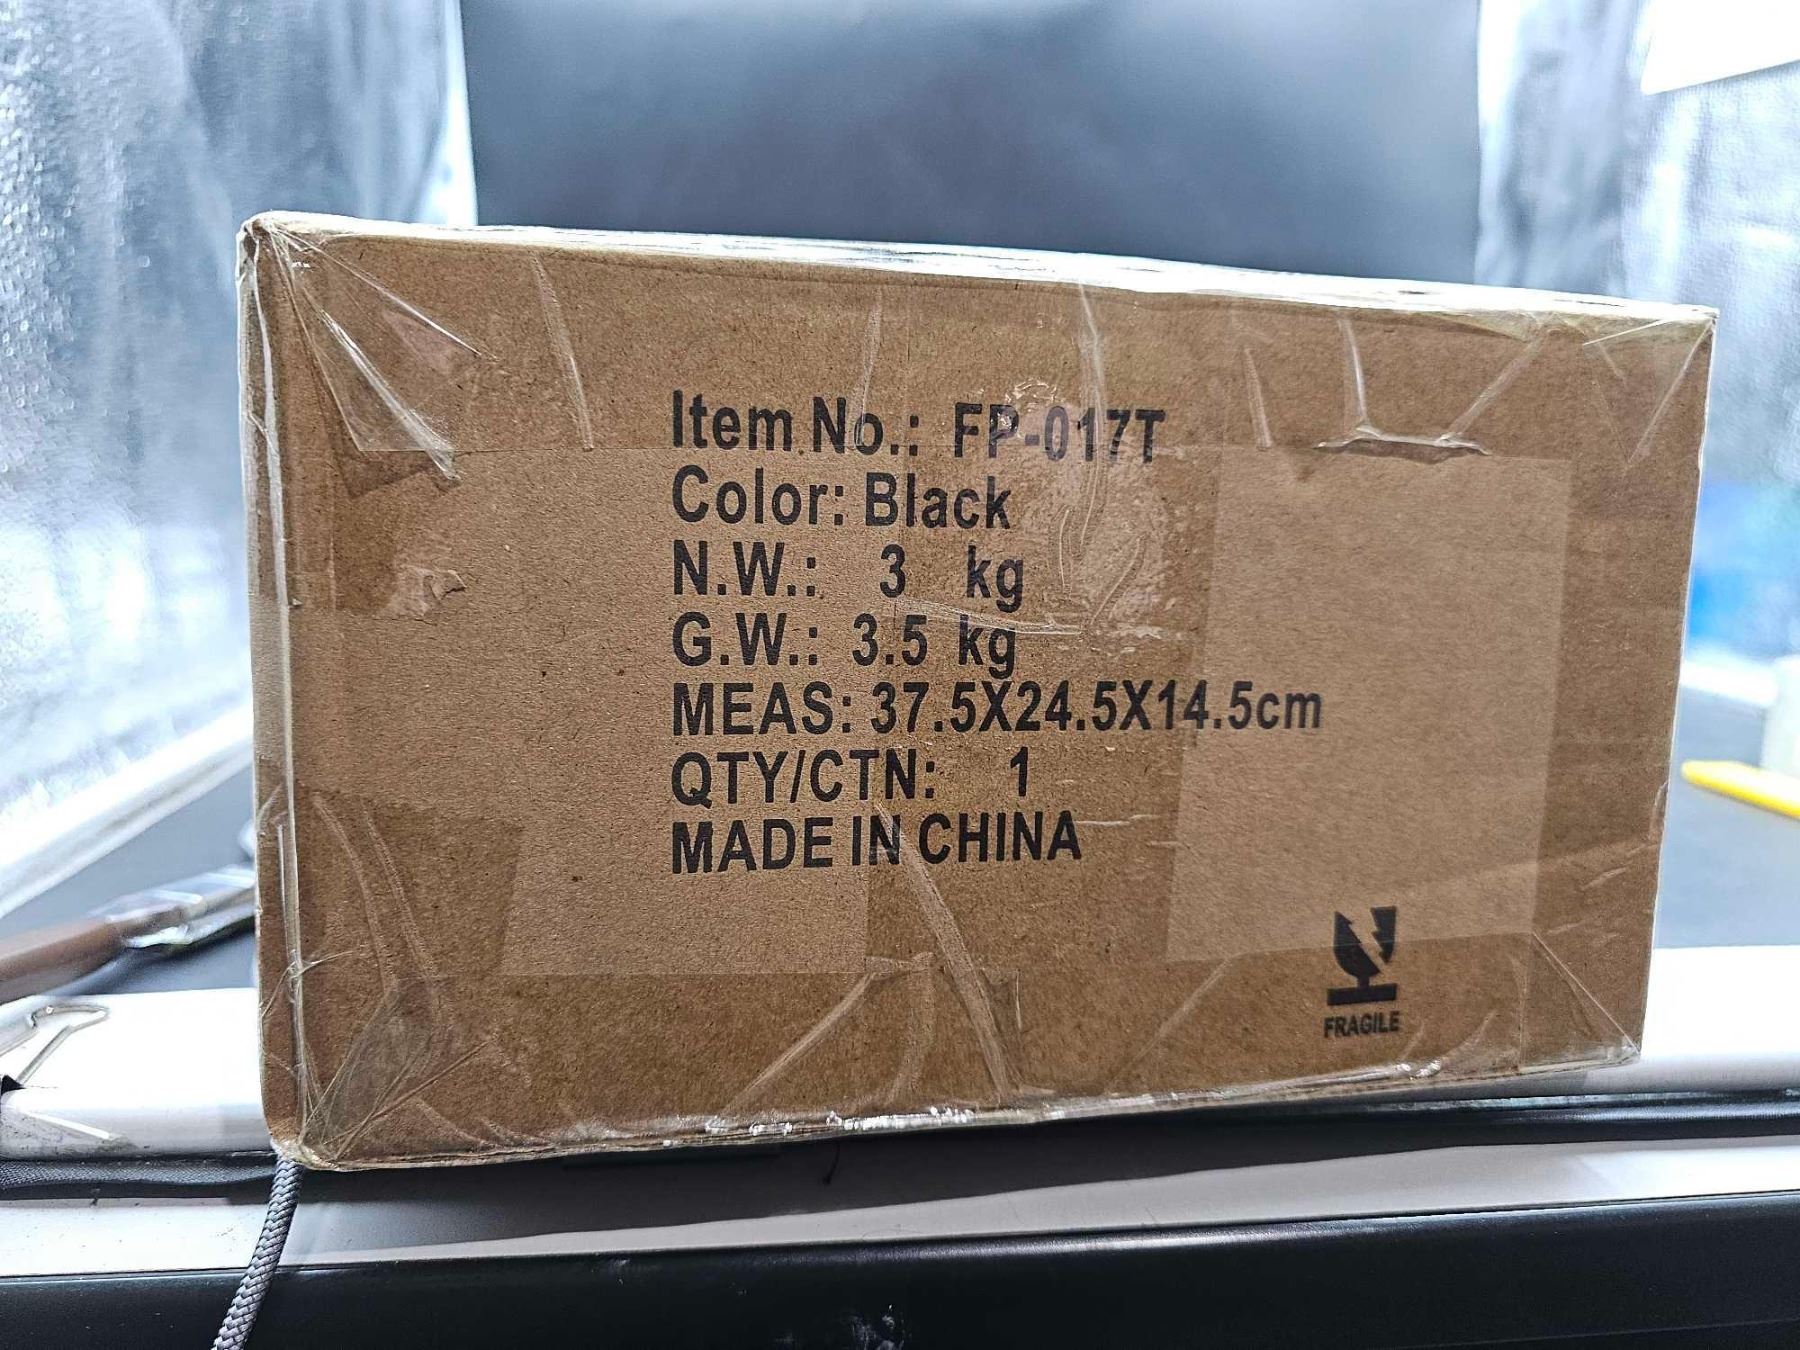 Item No.: FP-017T
Color: Black
N.W.: 3 kg
G.W.: 3.5 kg
MEAS: 37.5X24.5X14.5cm
QTY/CTN: 1
MADE IN CHINA
FRAGILE